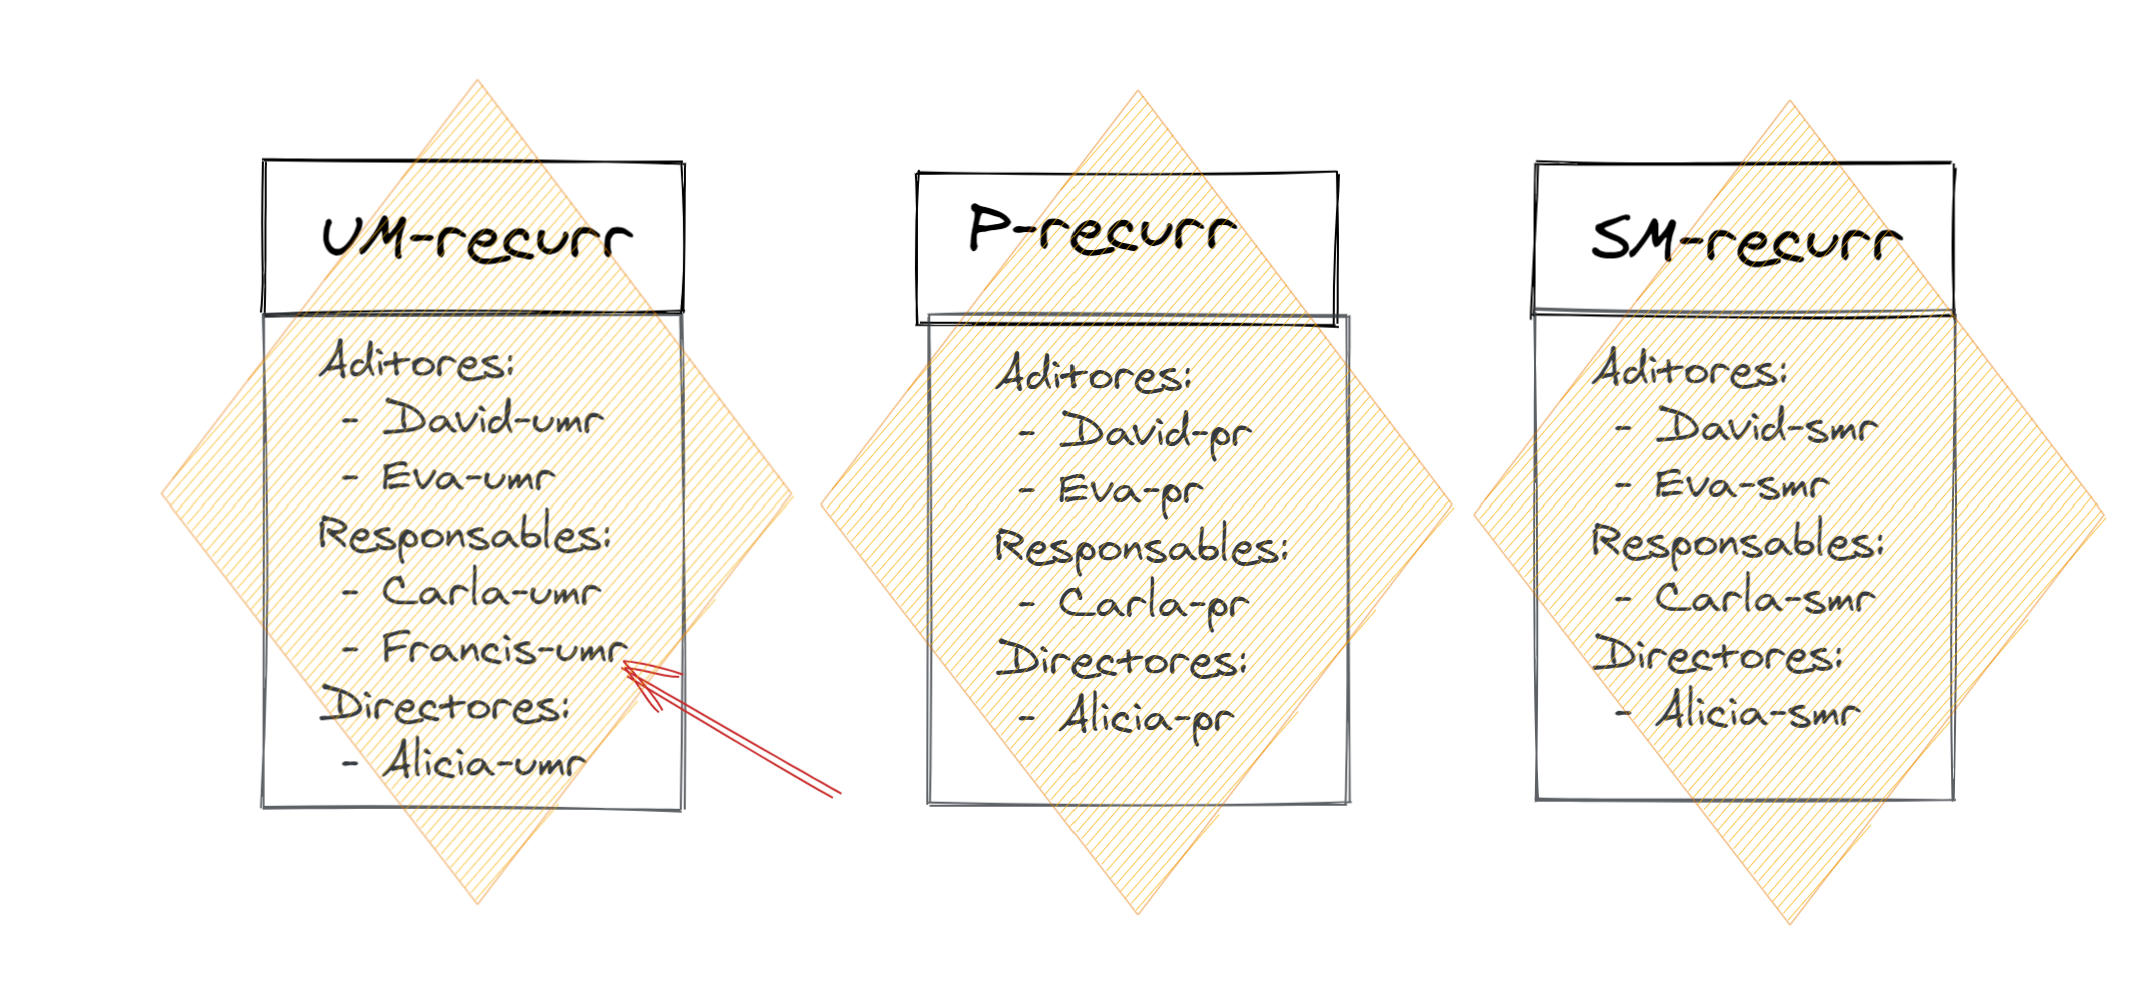 UM-recurr
Aditores:
- David-umr
- Eva-umr
Responsables:
- Carla-umr
- Francis-umr
Directores:
- Alicia-umr
P-recurr
Aditores:
- David-pr
- Eva-pr
Responsables:
- Carla-pr
Directores:
- Alicia-pr
SM-recurr
Aditores:
- David-smr
- Eva-smr
Responsables:
- Carla-smr
Directores:
- Alicia-smr